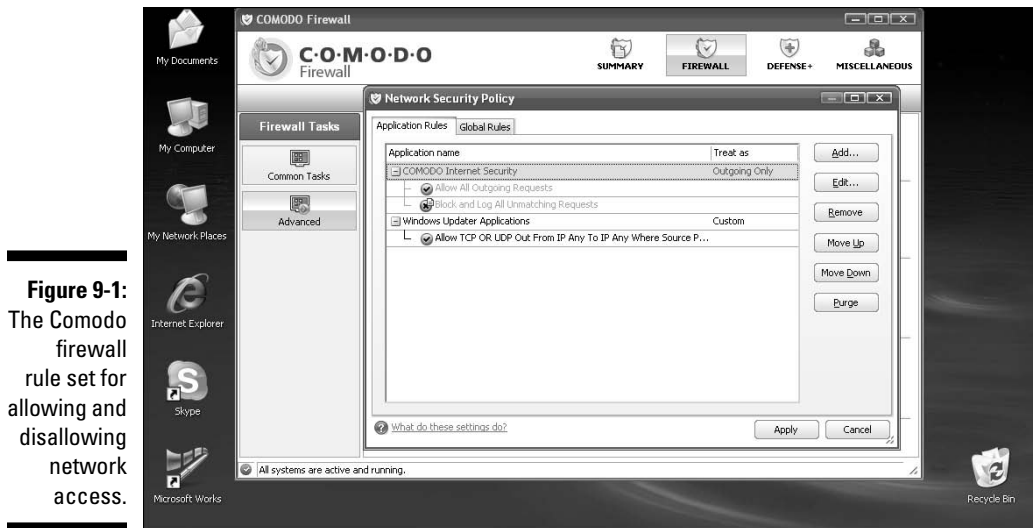 Figure 9-1:
The Comodo
firewall
rule set for
allowing and
disallowing
network
access.
My Documents
My Computer
My Network Places
Internet Explorer
Skype
Microsoft Works
Recycle Bin
COMODO Firewall
C·O·M·O·D·O
Firewall
SUMMARY
FIREWALL
DEFENSE+
MISCELLANEOUS
Firewall Tasks
Common Tasks
Advanced
Network Security Policy
Application Rules
Global Rules
Application name Treat as
COMODO Internet Security Outgoing Only
Allow All Outgoing Requests
Block and Log All Unmatching Requests
Windows Updater Applications Custom
Allow TCP OR UDP Out From IP Any To IP Any Where Source P...
Add...
Edit...
Remove
Move Up
Move Down
Purge
What do these settings do?
Apply
Cancel
All systems are active and running.